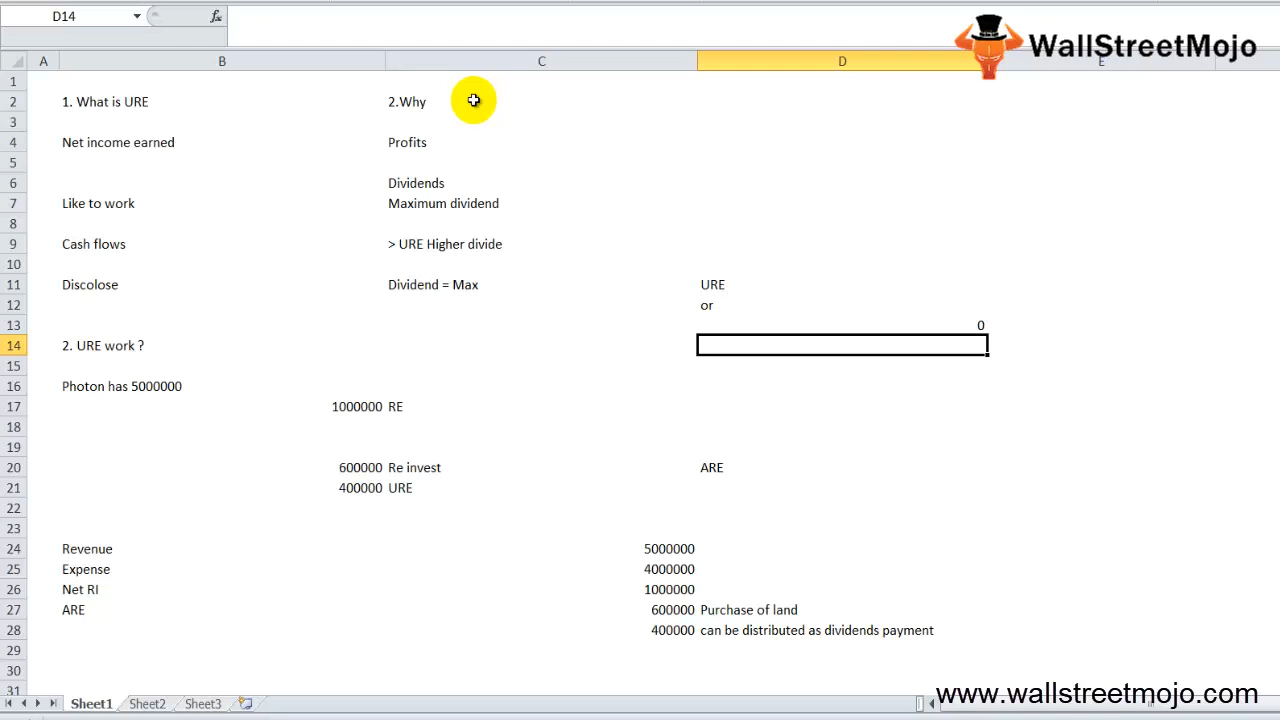 D14
fx
WallStreetMojo
A B C D E
1
2 1. What is URE 2.Why
3
4 Net income earned Profits
5
6 Dividends
7 Like to work Maximum dividend
8
9 Cash flows > URE Higher divide
10
11 Discolose Dividend = Max URE
12 or
13 0
14 2. URE work ?
15
16 Photon has 5000000
17 1000000 RE
18
19
20 600000 Re invest ARE
21 400000 URE
22
23
24 Revenue 5000000
25 Expense 4000000
26 Net RI 1000000
27 ARE 600000 Purchase of land
28 400000 can be distributed as dividends payment
29
30
31
Sheet1 Sheet2 Sheet3
www.wallstreetmojo.com